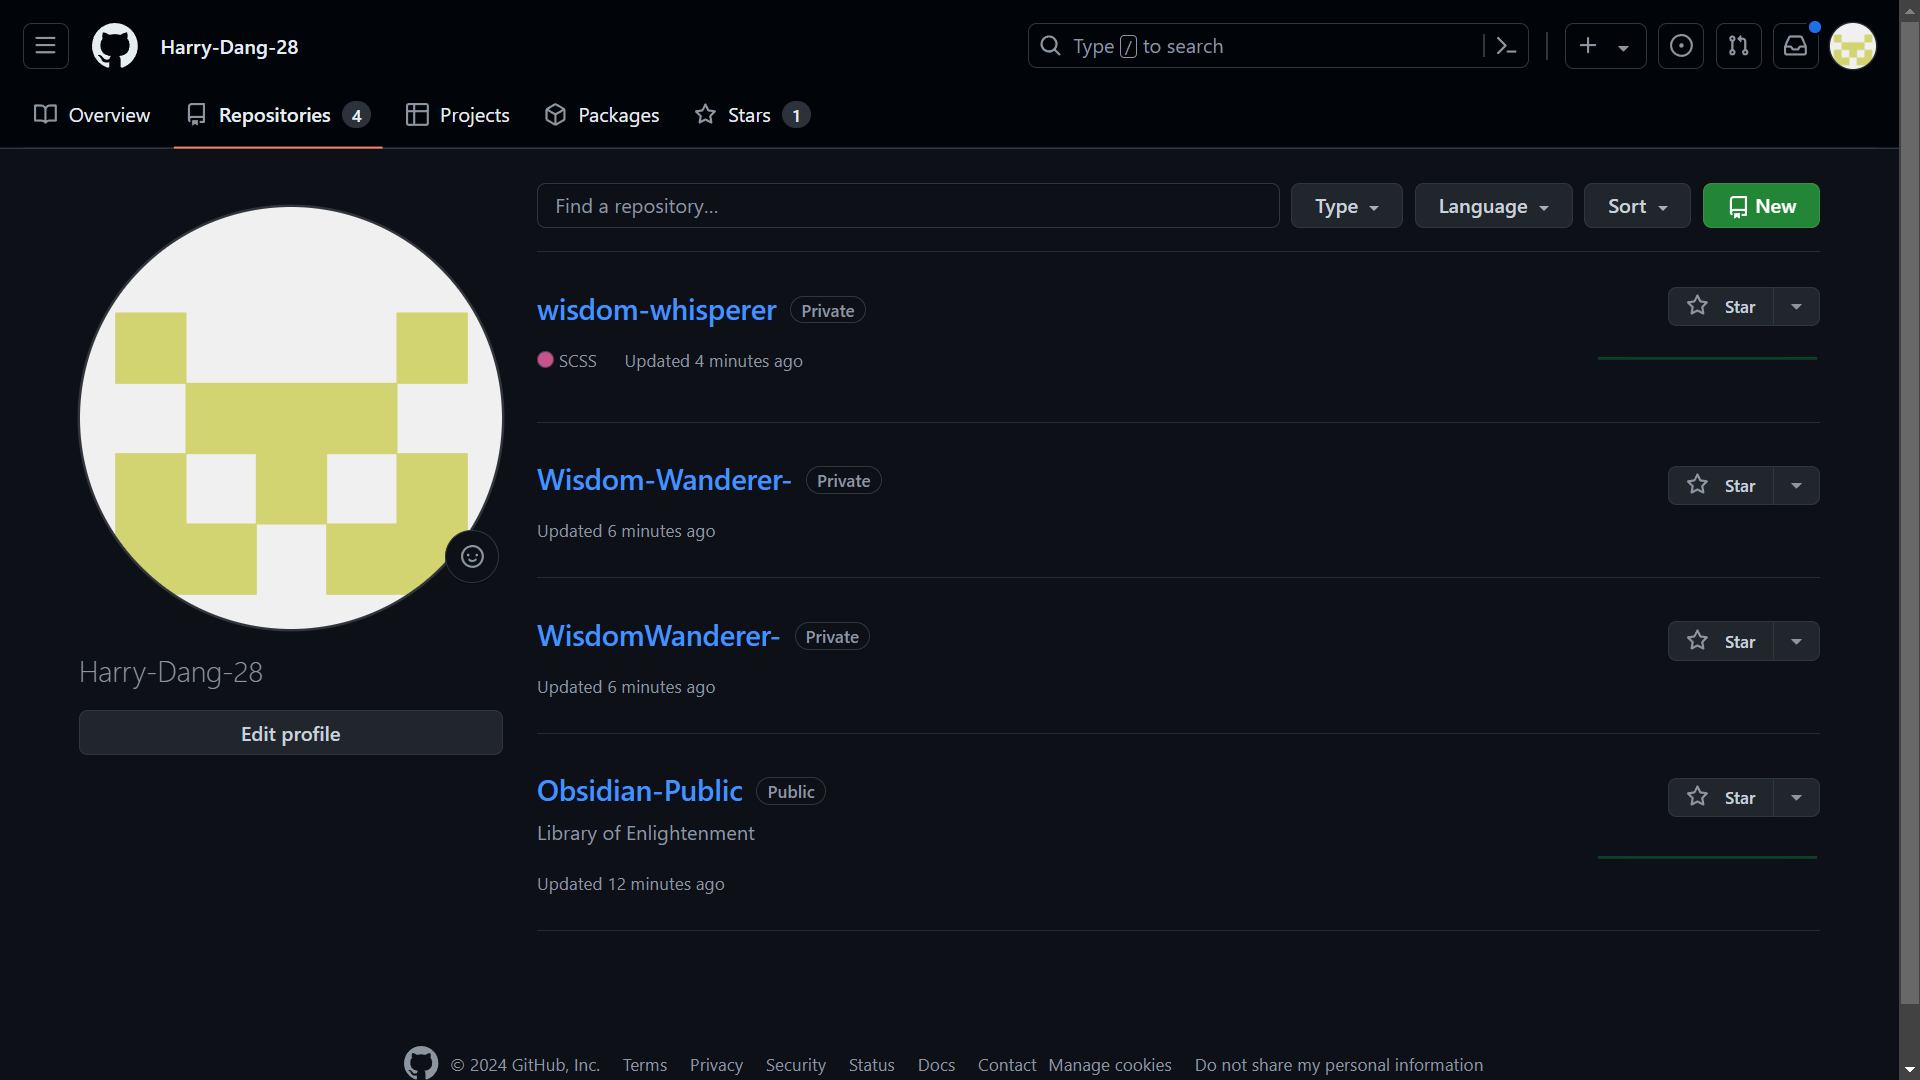 Harry-Dang-28
Type / to search
Overview
Repositories 4
Projects
Packages
Stars 1
Find a repository...
Type
Language
Sort
New
wisdom-whisperer Private
Star
SCSS Updated 4 minutes ago
Wisdom-Wanderer- Private
Star
Updated 6 minutes ago
WisdomWanderer- Private
Star
Updated 6 minutes ago
Harry-Dang-28
Edit profile
Obsidian-Public Public
Star
Library of Enlightenment
Updated 12 minutes ago
© 2024 GitHub, Inc. Terms Privacy Security Status Docs Contact Manage cookies Do not share my personal information